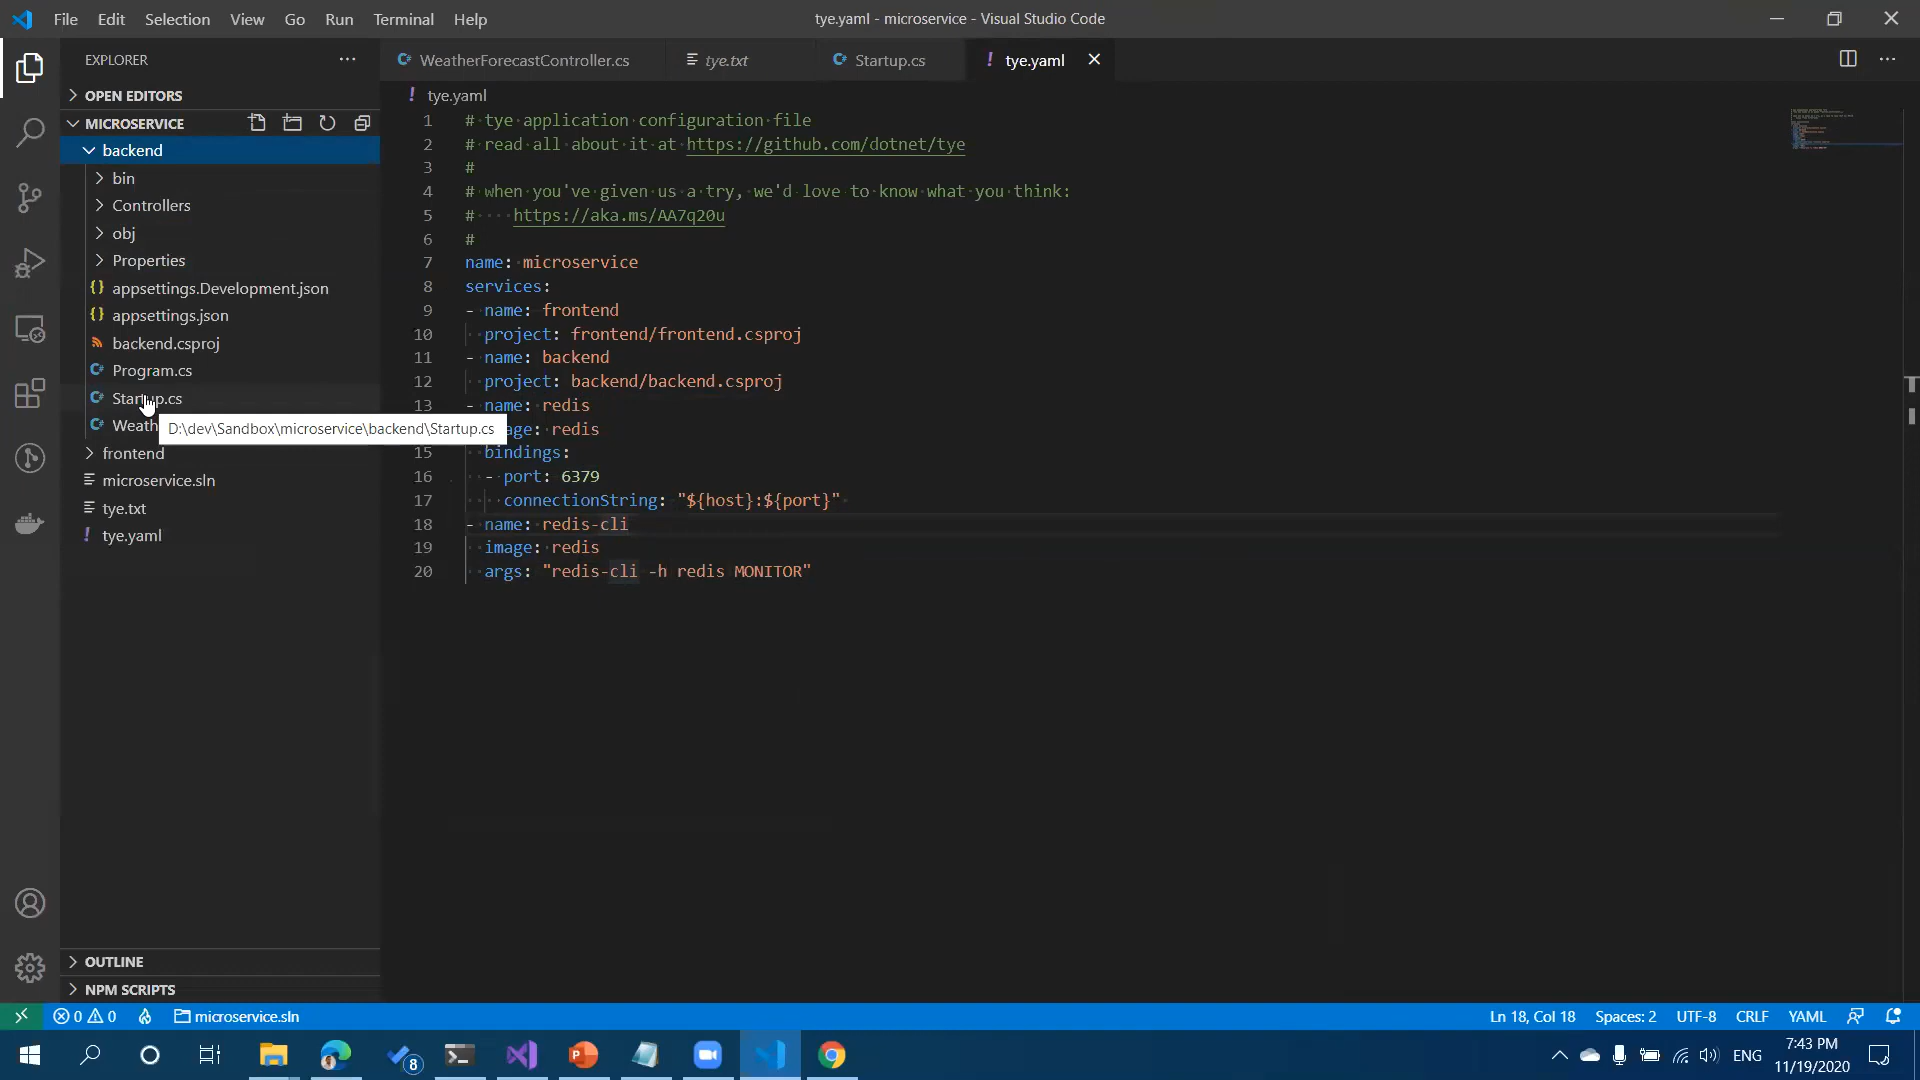 File Edit Selection View Go Run Terminal Help
tye.yaml - microservice - Visual Studio Code
EXPLORER
OPEN EDITORS
MICROSERVICE
backend
bin
Controllers
obj
Properties
appsettings.Development.json
appsettings.json
backend.csproj
Program.cs
Startup.cs
Weath
D:\dev\Sandbox\microservice\backend\Startup.cs
frontend
microservice.sln
tye.txt
tye.yaml
OUTLINE
NPM SCRIPTS
WeatherForecastController.cs tye.txt Startup.cs tye.yaml
tye.yaml
1 # tye application configuration file
2 # read all about it at https://github.com/dotnet/tye
3 #
4 # when you've given us a try, we'd love to know what you think:
5 #    https://aka.ms/AA7q20u
6 #
7 name: microservice
8 services:
9 - name: frontend
10   project: frontend/frontend.csproj
11 - name: backend
12   project: backend/backend.csproj
13 - name: redis
age: redis
15   bindings:
16   - port: 6379
17     connectionString: "${host}:${port}"
18 - name: redis-cli
19   image: redis
20   args: "redis-cli -h redis MONITOR"
0 0 microservice.sln Ln 18, Col 18 Spaces: 2 UTF-8 CRLF YAML
8 ENG 7:43 PM
11/19/2020